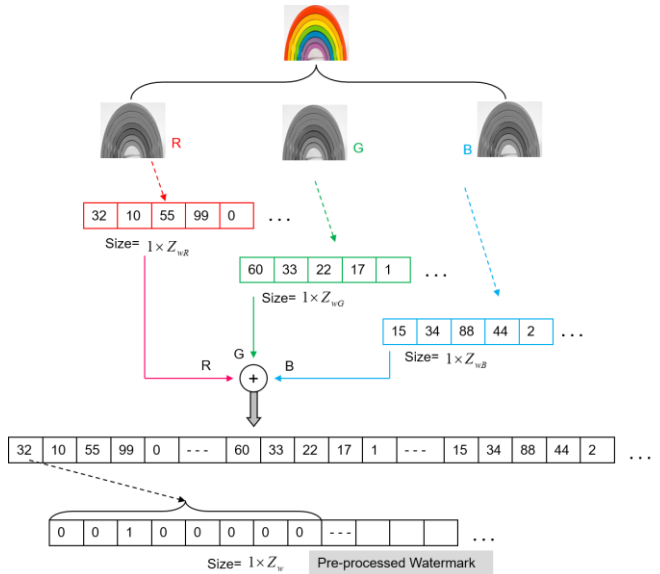 R
G
B
32 10 55 99 0 ...
Size= 1 × Z_wR
60 33 22 17 1 ...
Size= 1 × Z_wG
15 34 88 44 2 ...
Size= 1 × Z_wB
G
R
B
+
32 10 55 99 0 --- 60 33 22 17 1 --- 15 34 88 44 2 ...
0 0 1 0 0 0 0 0 --- ...
Size= 1 × Z_w Pre-processed Watermark